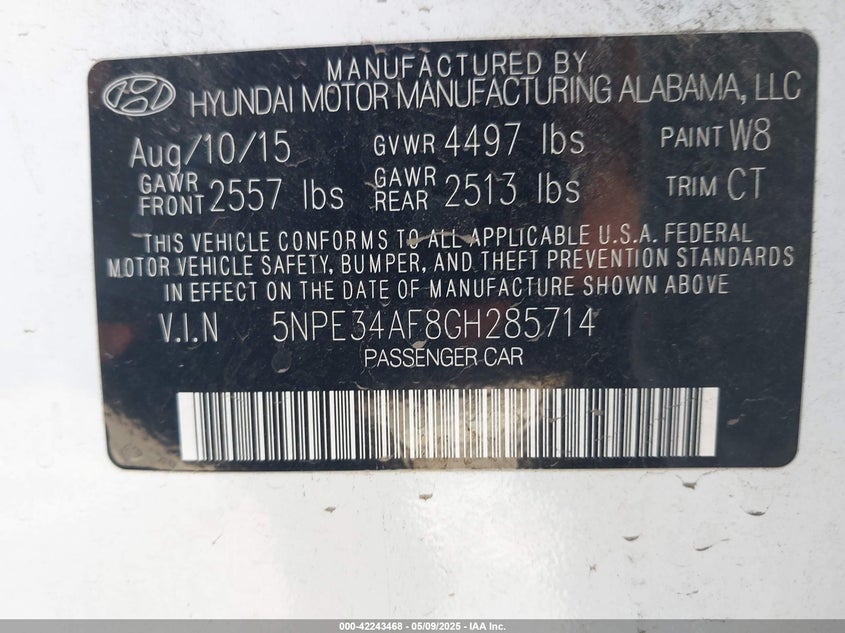 MANUFACTURED BY
HYUNDAI MOTOR MANUFACTURING ALABAMA, LLC
Aug/10/15 GVWR 4497 lbs PAINT W8
GAWR FRONT 2557 lbs GAWR REAR 2513 lbs TRIM CT
THIS VEHICLE CONFORMS TO ALL APPLICABLE U.S.A. FEDERAL
MOTOR VEHICLE SAFETY, BUMPER, AND THEFT PREVENTION STANDARDS
IN EFFECT ON THE DATE OF MANUFACTURE SHOWN ABOVE
V.I.N 5NPE34AF8GH285714
PASSENGER CAR
000-42243468 - 05/09/2025 - IAA Inc.